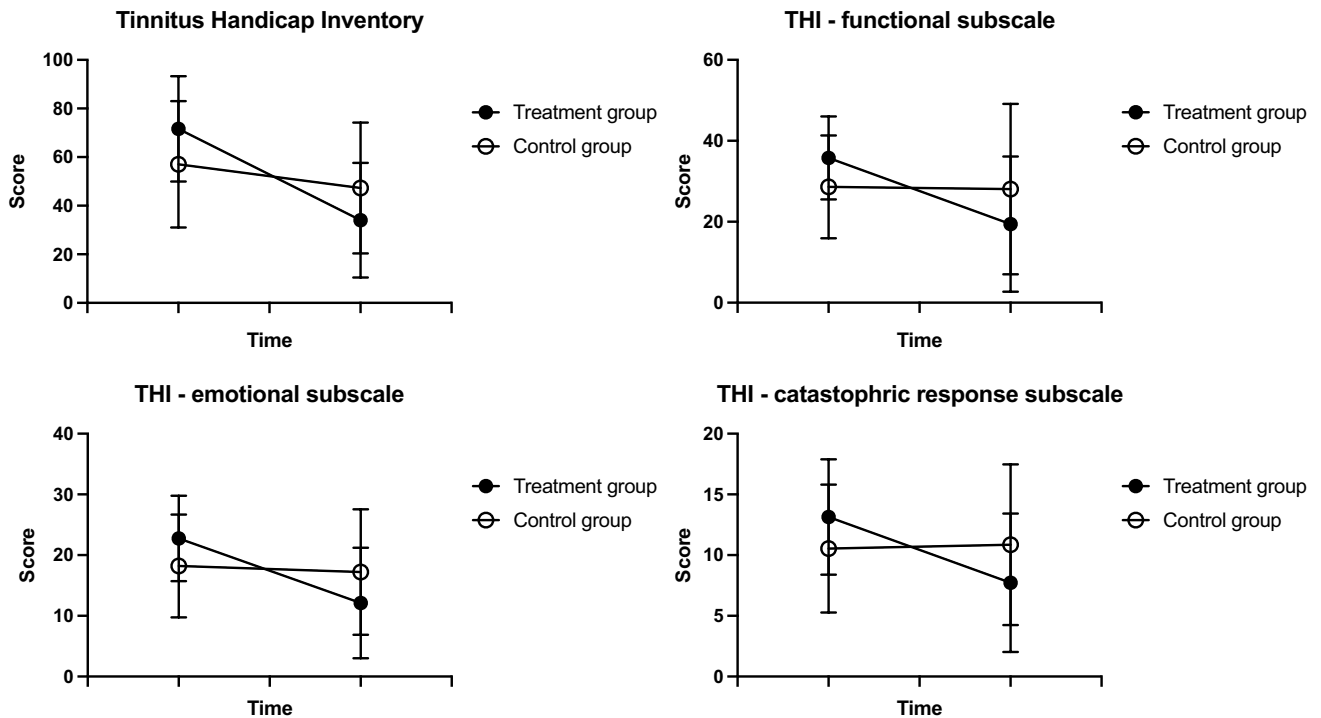 Tinnitus Handicap Inventory
100
80
60
40
20
0
Score
Time
Treatment group
Control group
THI - functional subscale
60
40
20
0
Score
Time
Treatment group
Control group
THI - emotional subscale
40
30
20
10
0
Score
Time
Treatment group
Control group
THI - catastophric response subscale
20
15
10
5
0
Score
Time
Treatment group
Control group